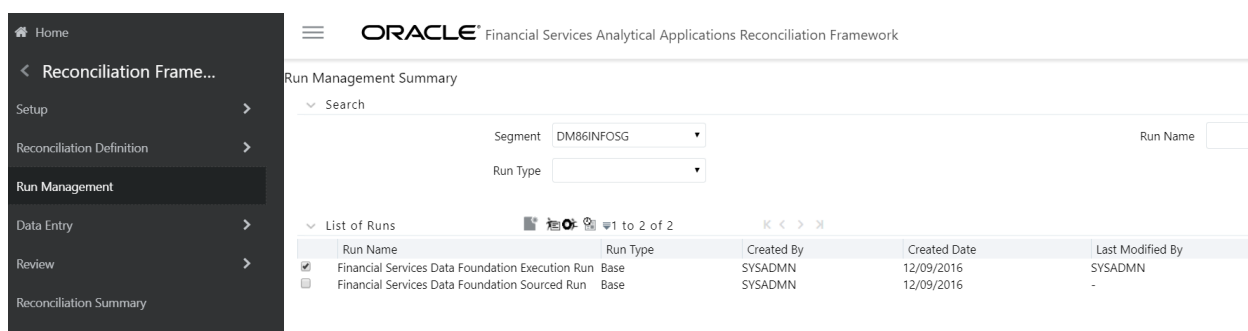 Home
ORACLE® Financial Services Analytical Applications Reconciliation Framework
Reconciliation Frame...
Run Management Summary
Search
Setup
Segment DM86INFOSG Run Name
Reconciliation Definition
Run Type
Run Management
Data Entry
List of Runs 1 to 2 of 2
Run Name Run Type Created By Created Date Last Modified By
Review
Financial Services Data Foundation Execution Run Base SYSADMN 12/09/2016 SYSADMN
Financial Services Data Foundation Sourced Run Base SYSADMN 12/09/2016 -
Reconciliation Summary